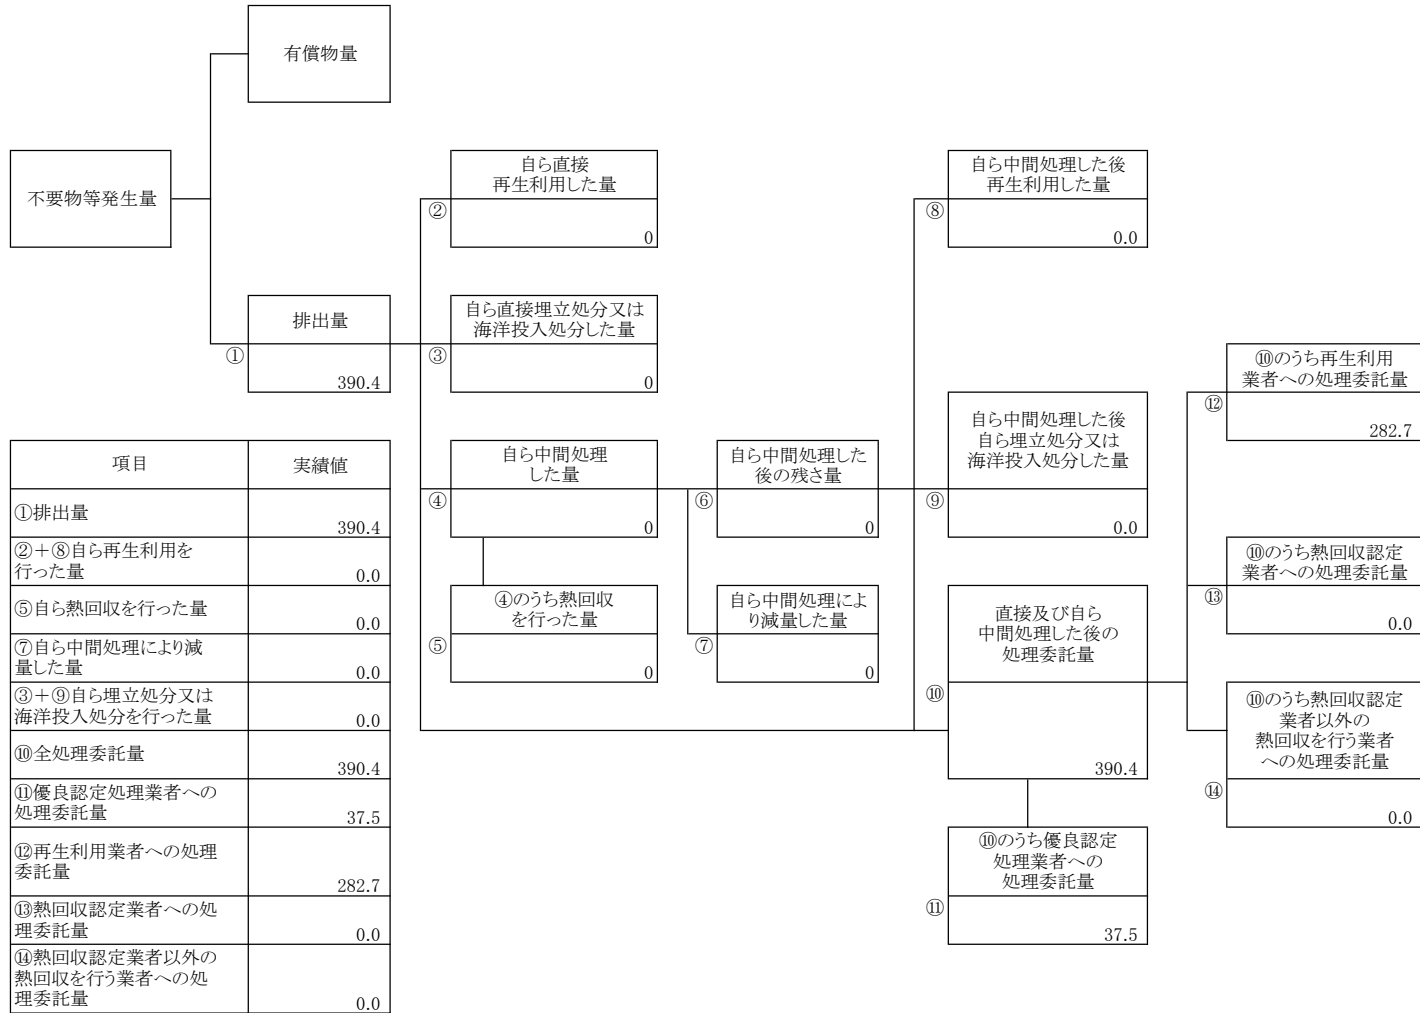 有償物量
不要物等発生量
自ら直接
再生利用した量
②
0
自ら中間処理した後
再生利用した量
⑧
0.0
排出量
①
390.4
自ら直接埋立処分又は
海洋投入処分した量
③
0
⑩のうち再生利用
業者への処理委託量
⑫
282.7
自ら中間処理
した量
④
0
自ら中間処理した
後の残さ量
⑥
0
自ら中間処理した後
自ら埋立処分又は
海洋投入処分した量
⑨
0.0
⑩のうち熱回収認定
業者への処理委託量
⑬
0.0
④のうち熱回収
を行った量
⑤
0
自ら中間処理によ
り減量した量
⑦
0
直接及び自ら
中間処理した後の
処理委託量
⑩
390.4
⑩のうち熱回収認定
業者以外の
熱回収を行う業者
への処理委託量
⑭
0.0
⑩のうち優良認定
処理業者への
処理委託量
⑪
37.5
項目 実績値
①排出量
390.4
②+⑧自ら再生利用を
行った量 0.0
⑤自ら熱回収を行った量
0.0
⑦自ら中間処理により減
量した量 0.0
③+⑨自ら埋立処分又は
海洋投入処分を行った量 0.0
⑩全処理委託量
390.4
⑪優良認定処理業者への
処理委託量 37.5
⑫再生利用業者への処理
委託量
282.7
⑬熱回収認定業者への処
理委託量 0.0
⑭熱回収認定業者以外の
熱回収を行う業者への処
理委託量 0.0